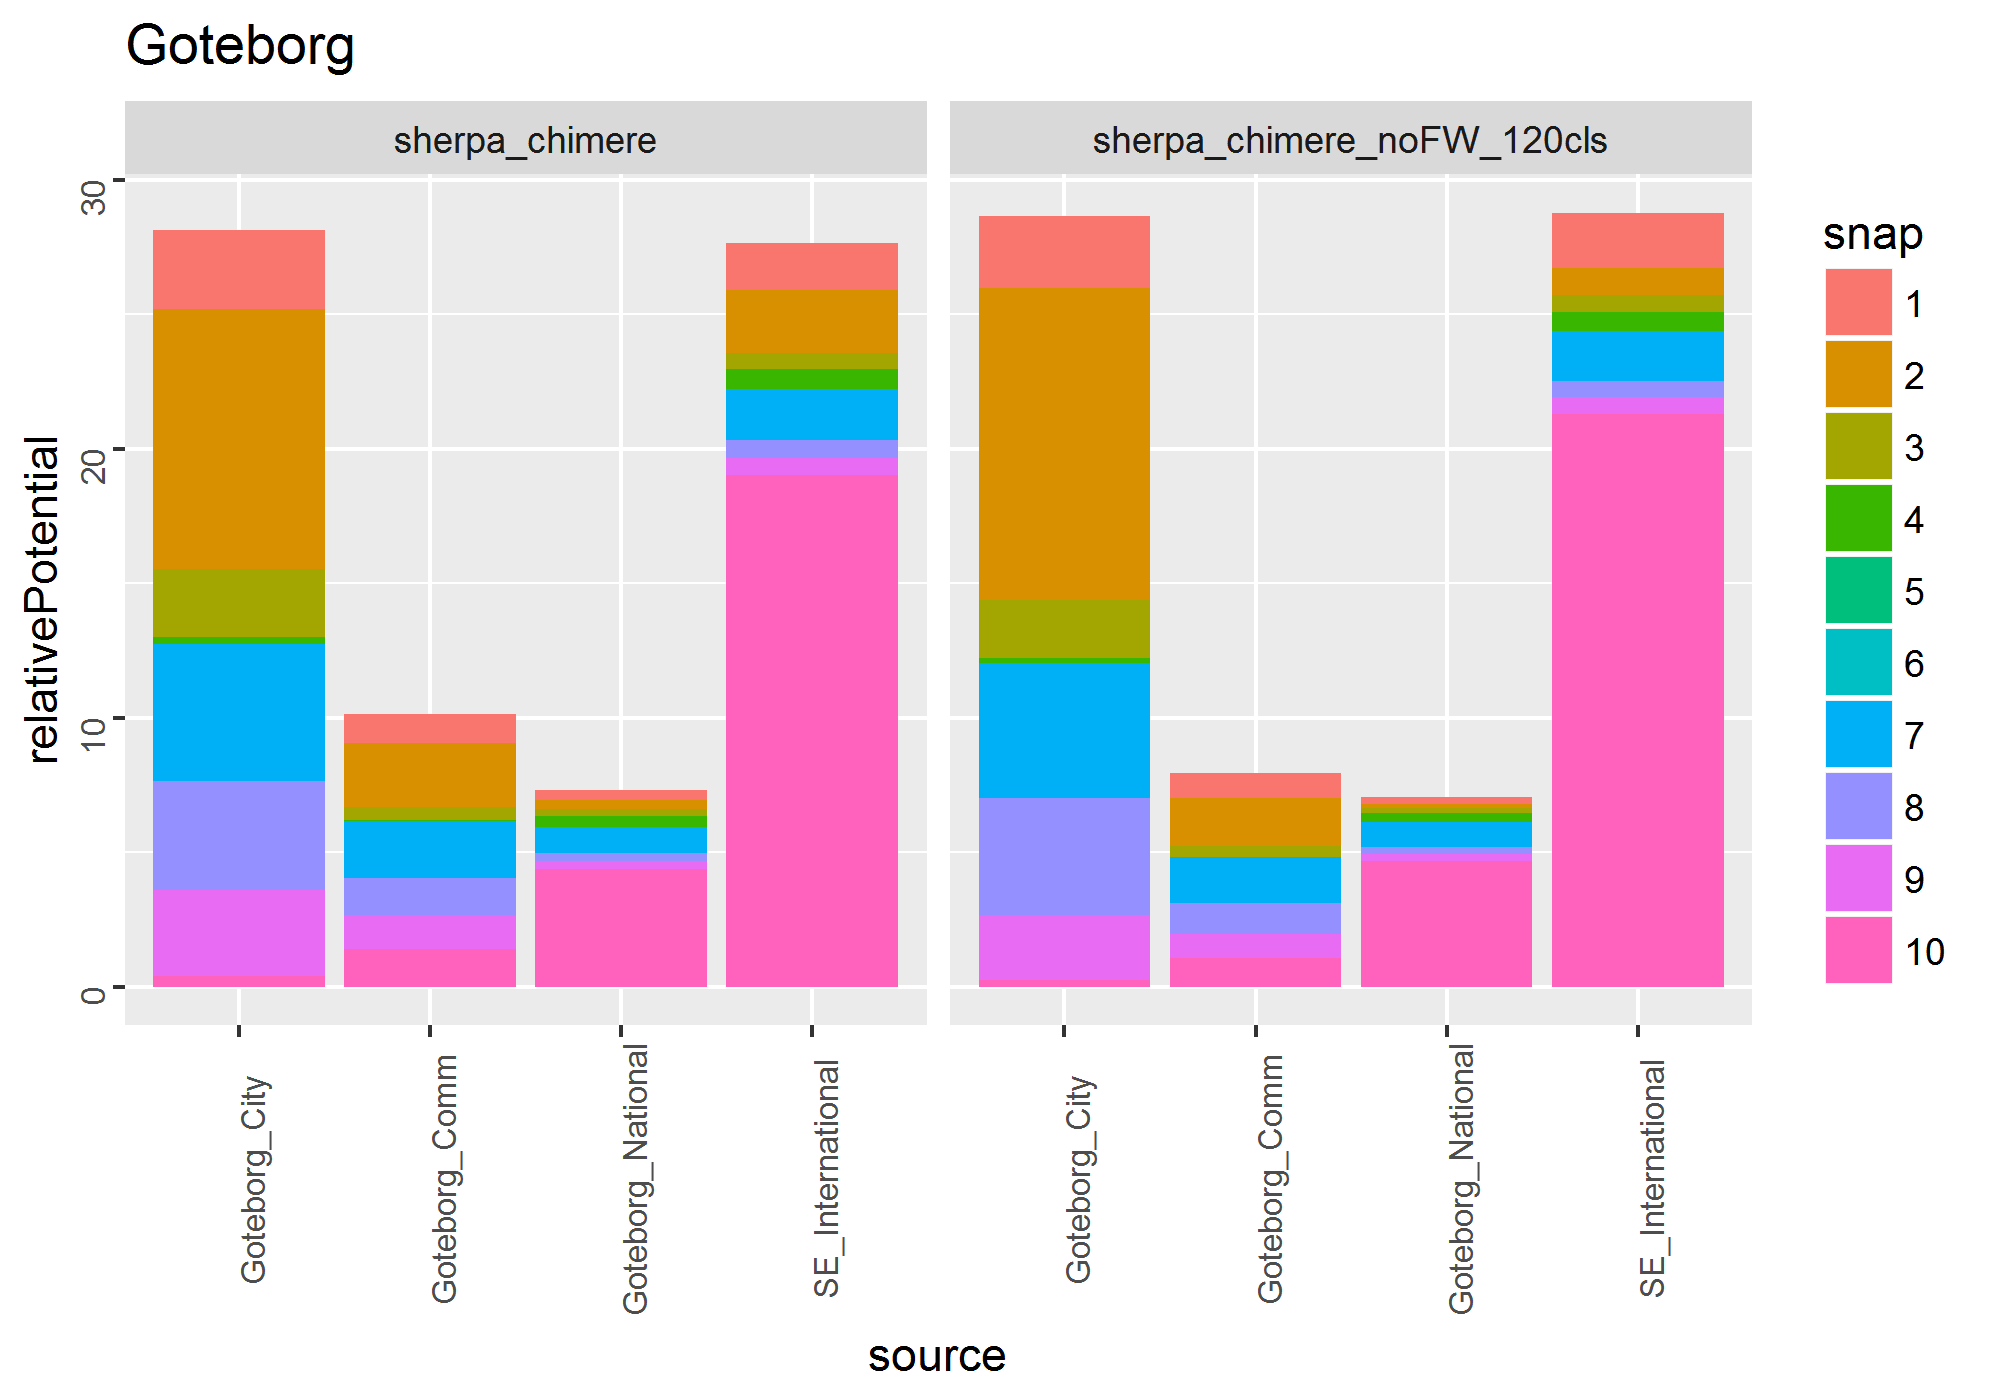 Goteborg
sherpa_chimere
sherpa_chimere_noFW_120cls
relativePotential
30
20
10
0
Goteborg_City
Goteborg_Comm
Goteborg_National
SE_International
Goteborg_City
Goteborg_Comm
Goteborg_National
SE_International
source
snap
1
2
3
4
5
6
7
8
9
10